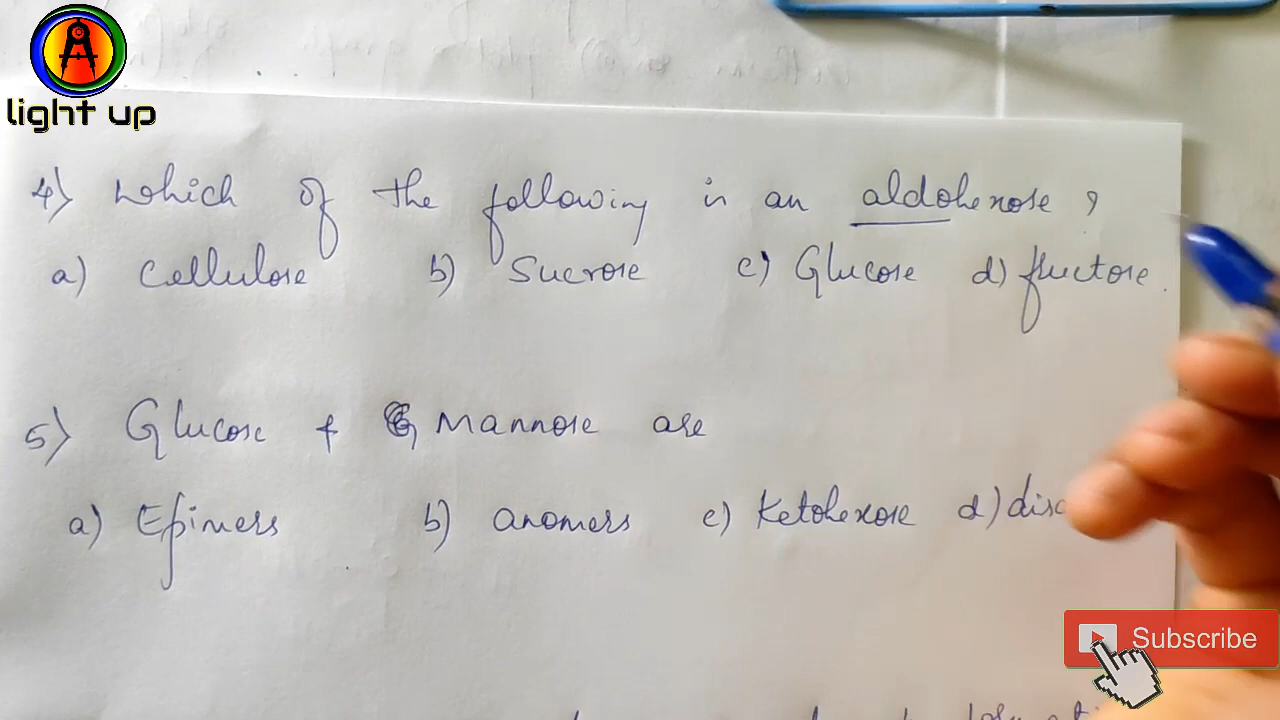 light up
4) Which of the following is an aldohexose ?
a) Cellulose b) Sucrose c) Glucose d) fructose.
5) Glucose & Mannose are
a) Epimers b) anomers c) Ketohexose d)
Subscribe